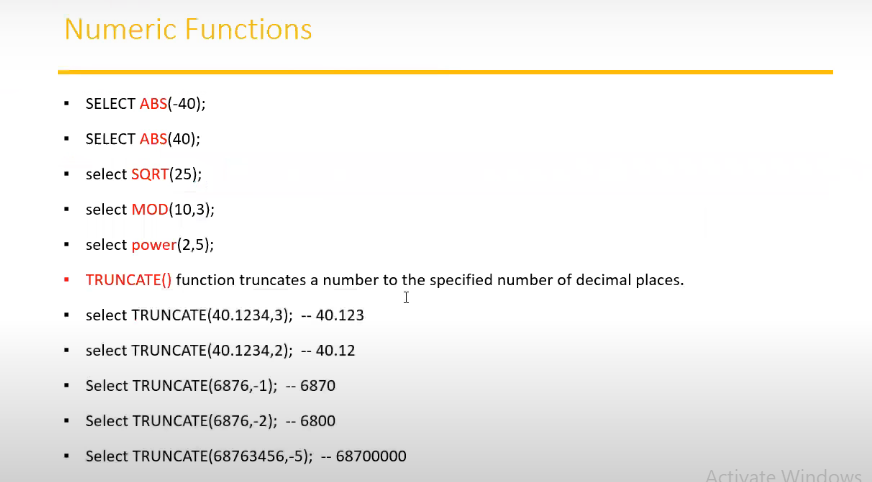 Numeric Functions
▪ SELECT ABS(-40);
▪ SELECT ABS(40);
▪ select SQRT(25);
▪ select MOD(10,3);
▪ select power(2,5);
▪ TRUNCATE() function truncates a number to the specified number of decimal places.
▪ select TRUNCATE(40.1234,3);  -- 40.123
▪ select TRUNCATE(40.1234,2);  -- 40.12
▪ Select TRUNCATE(6876,-1);  -- 6870
▪ Select TRUNCATE(6876,-2);  -- 6800
▪ Select TRUNCATE(68763456,-5);  -- 68700000
Activate Windows